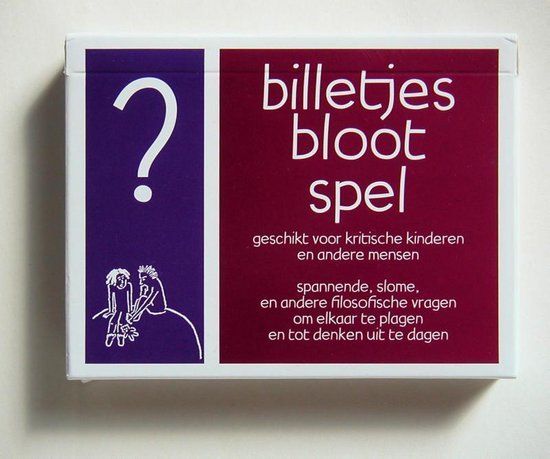 ?
billetjes
bloot
spel
geschikt voor kritische kinderen
en andere mensen
spannende, slome,
en andere filosofische vragen
om elkaar te plagen
en tot denken uit te dagen